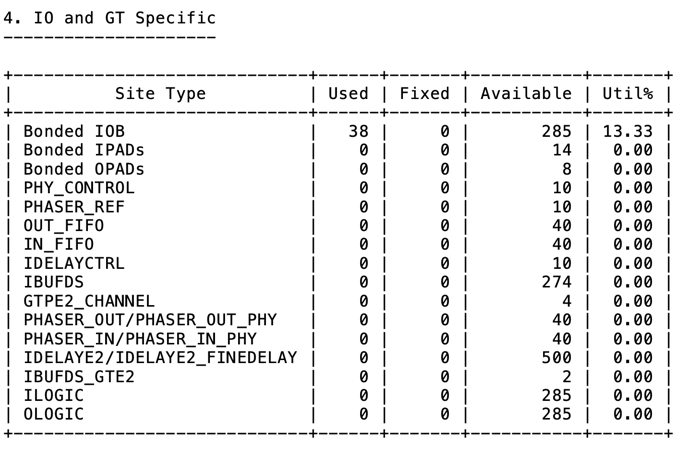 4. IO and GT Specific
---------------------
+-----------------------------+------+-------+-----------+-------+
|          Site Type          | Used | Fixed | Available | Util% |
+-----------------------------+------+-------+-----------+-------+
| Bonded IOB                  |   38 |     0 |       285 | 13.33 |
| Bonded IPADs                |    0 |     0 |        14 |  0.00 |
| Bonded OPADs                |    0 |     0 |         8 |  0.00 |
| PHY_CONTROL                 |    0 |     0 |        10 |  0.00 |
| PHASER_REF                  |    0 |     0 |        10 |  0.00 |
| OUT_FIFO                    |    0 |     0 |        40 |  0.00 |
| IN_FIFO                     |    0 |     0 |        40 |  0.00 |
| IDELAYCTRL                  |    0 |     0 |        10 |  0.00 |
| IBUFDS                      |    0 |     0 |       274 |  0.00 |
| GTPE2_CHANNEL               |    0 |     0 |         4 |  0.00 |
| PHASER_OUT/PHASER_OUT_PHY   |    0 |     0 |        40 |  0.00 |
| PHASER_IN/PHASER_IN_PHY     |    0 |     0 |        40 |  0.00 |
| IDELAYE2/IDELAYE2_FINEDELAY |    0 |     0 |       500 |  0.00 |
| IBUFDS_GTE2                 |    0 |     0 |         2 |  0.00 |
| ILOGIC                      |    0 |     0 |       285 |  0.00 |
| OLOGIC                      |    0 |     0 |       285 |  0.00 |
+-----------------------------+------+-------+-----------+-------+